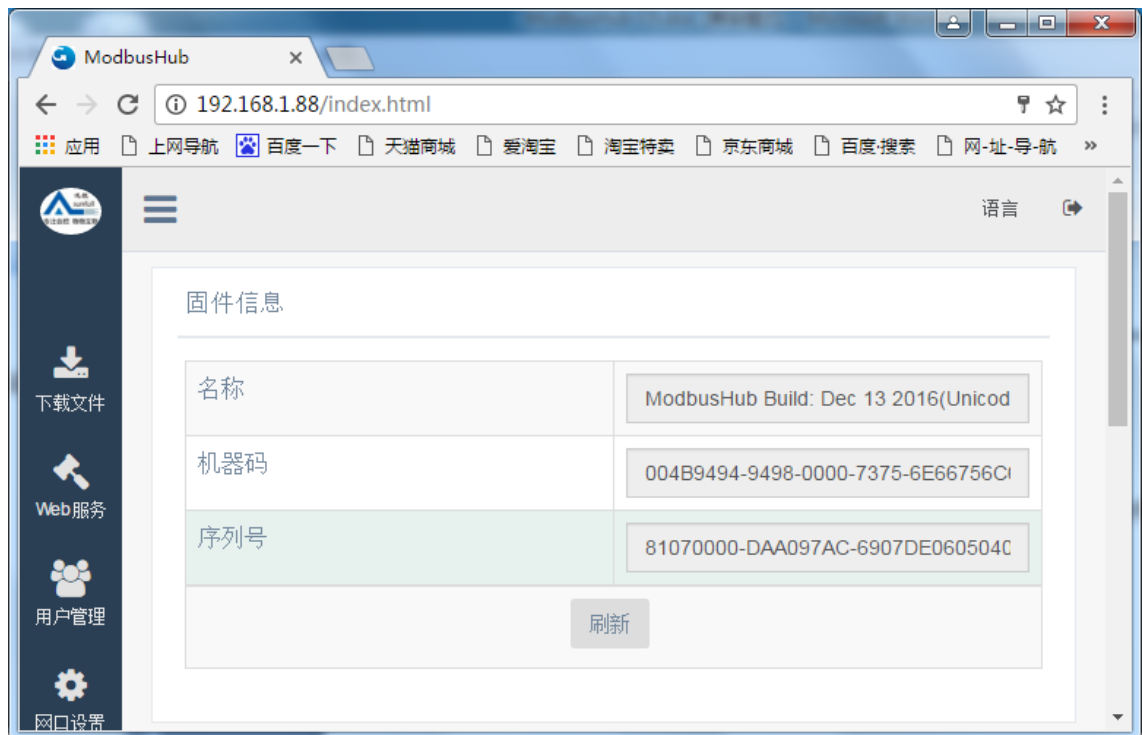 ModbusHub
192.168.1.88/index.html
应用 上网导航 百度一下 天猫商城 爱淘宝 淘宝特卖 京东商城 百度·搜索 网-址-导-航 »
语言
固件信息
下载文件
名称 ModbusHub Build: Dec 13 2016(Unicod
机器码 004B9494-9498-0000-7375-6E66756C
Web服务
序列号 81070000-DAA097AC-6907DE0605040
用户管理
刷新
网口设置